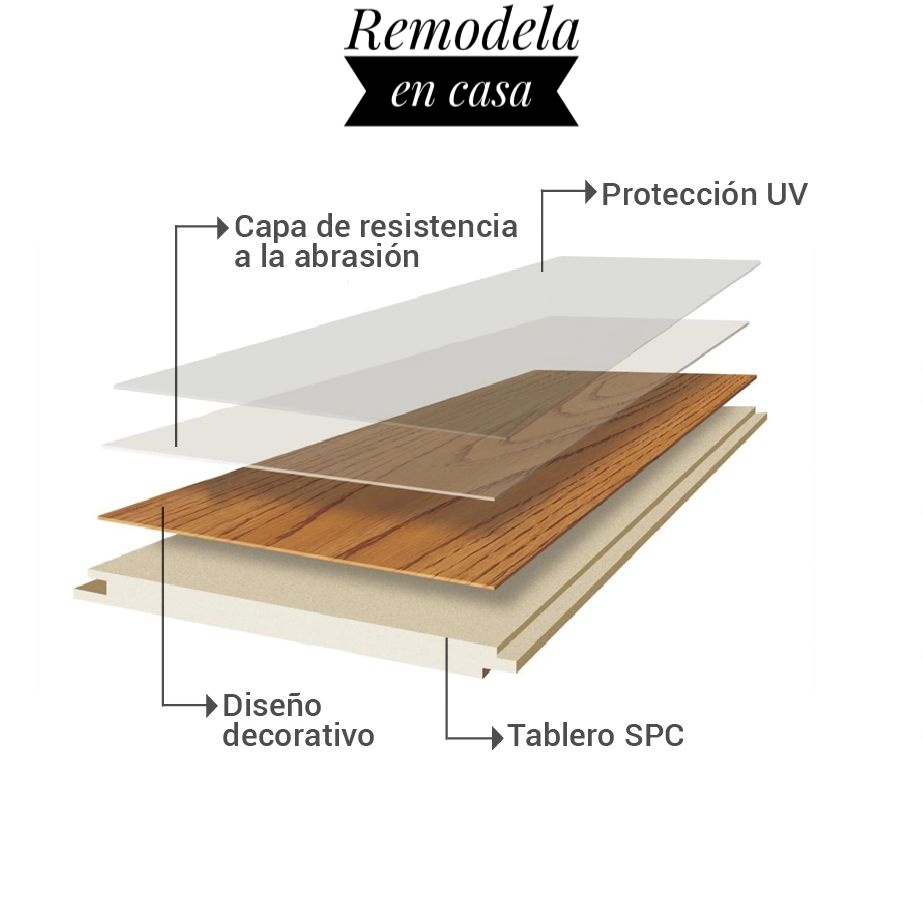 Remodela
en casa
Protección UV
Capa de resistencia
a la abrasión
Diseño
decorativo
Tablero SPC